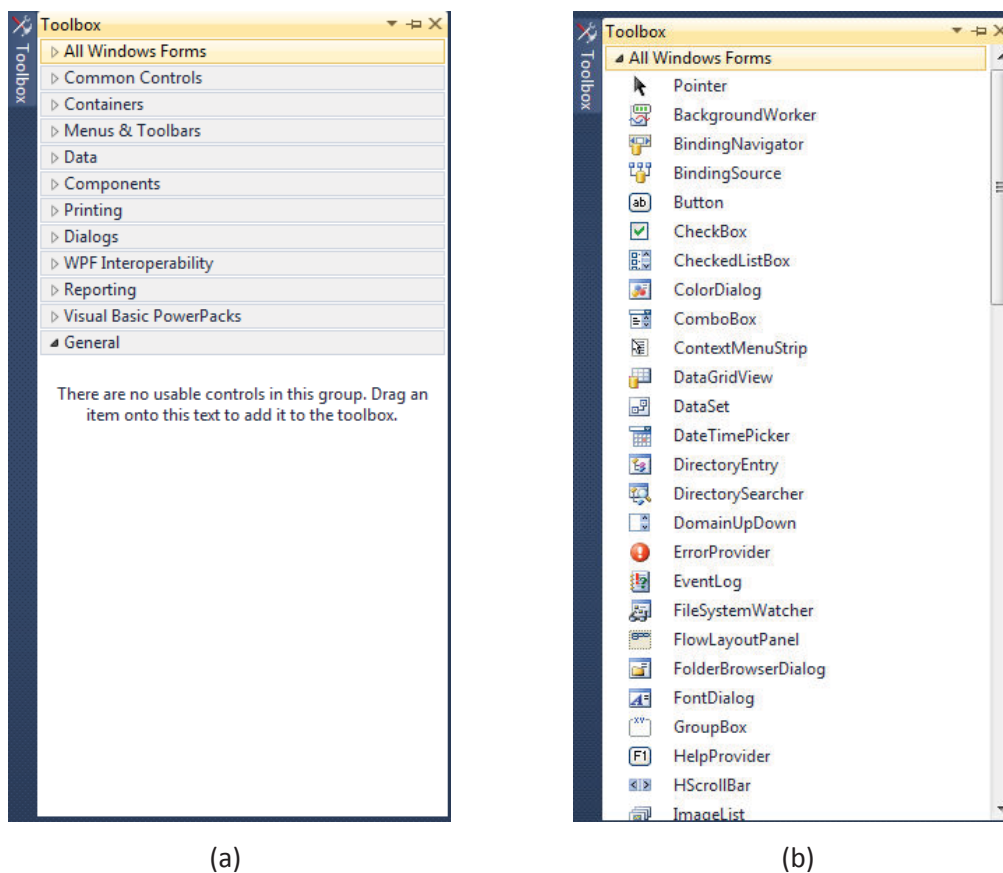 Toolbox
Toolbox
All Windows Forms
Common Controls
Containers
Menus & Toolbars
Data
Components
Printing
Dialogs
WPF Interoperability
Reporting
Visual Basic PowerPacks
General
There are no usable controls in this group. Drag an
item onto this text to add it to the toolbox.
(a)
Toolbox
Toolbox
All Windows Forms
Pointer
BackgroundWorker
BindingNavigator
BindingSource
ab Button
CheckBox
CheckedListBox
ColorDialog
ComboBox
ContextMenuStrip
DataGridView
DataSet
DateTimePicker
DirectoryEntry
DirectorySearcher
DomainUpDown
ErrorProvider
EventLog
FileSystemWatcher
FlowLayoutPanel
FolderBrowserDialog
A FontDialog
XY GroupBox
F1 HelpProvider
HScrollBar
ImageList
(b)